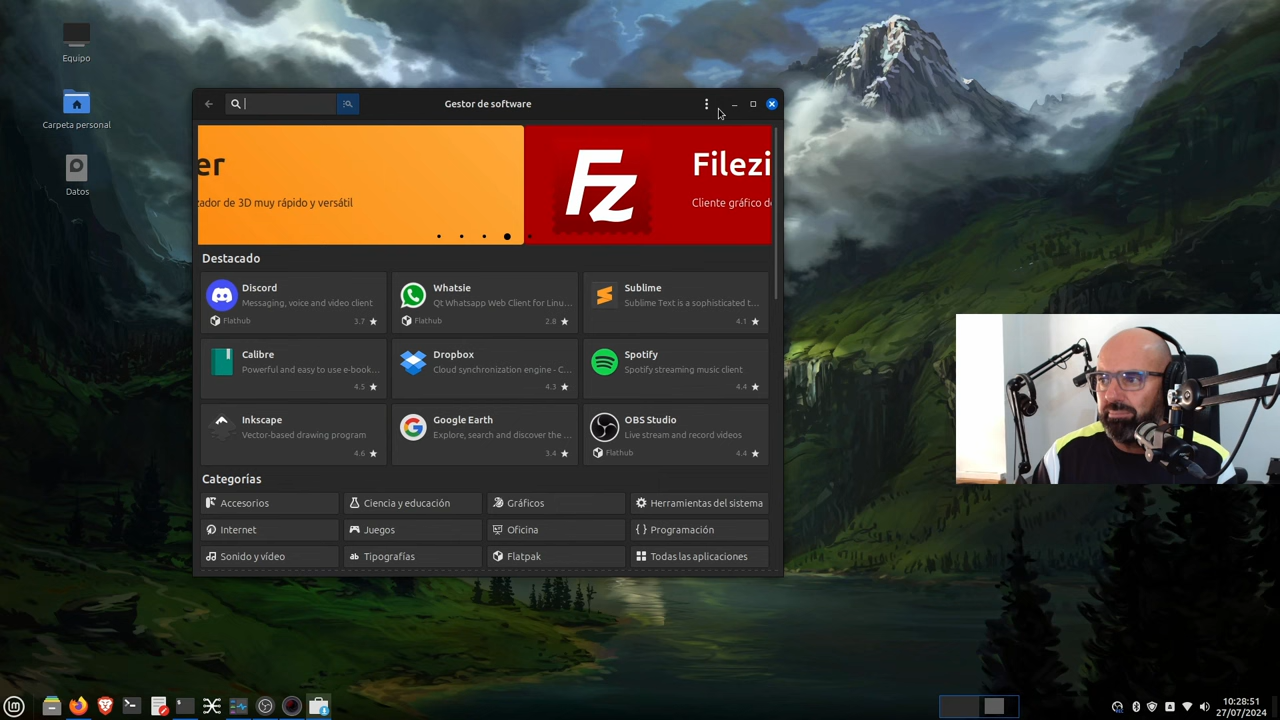 Equipo
Carpeta personal
Datos
Gestor de software
er
zador de 3D muy rápido y versátil
Fz
Filezi
Cliente gráfico d
Destacado
Discord
Messaging, voice and video client
Flathub
3.7
Whatsie
Qt Whatsapp Web Client for Linu...
Flathub
2.8
Sublime
Sublime Text is a sophisticated t...
4.1
Calibre
Powerful and easy to use e-book...
4.5
Dropbox
Cloud synchronization engine - C...
4.3
Spotify
Spotify streaming music client
4.4
Inkscape
Vector-based drawing program
4.6
Google Earth
Explore, search and discover the ...
3.4
OBS Studio
Live stream and record videos
Flathub
4.4
Categorías
Accesorios
Ciencia y educación
Gráficos
Herramientas del sistema
Internet
Juegos
Oficina
Programación
Sonido y vídeo
Tipografías
Flatpak
Todas las aplicaciones
10:28:51
27/07/2024